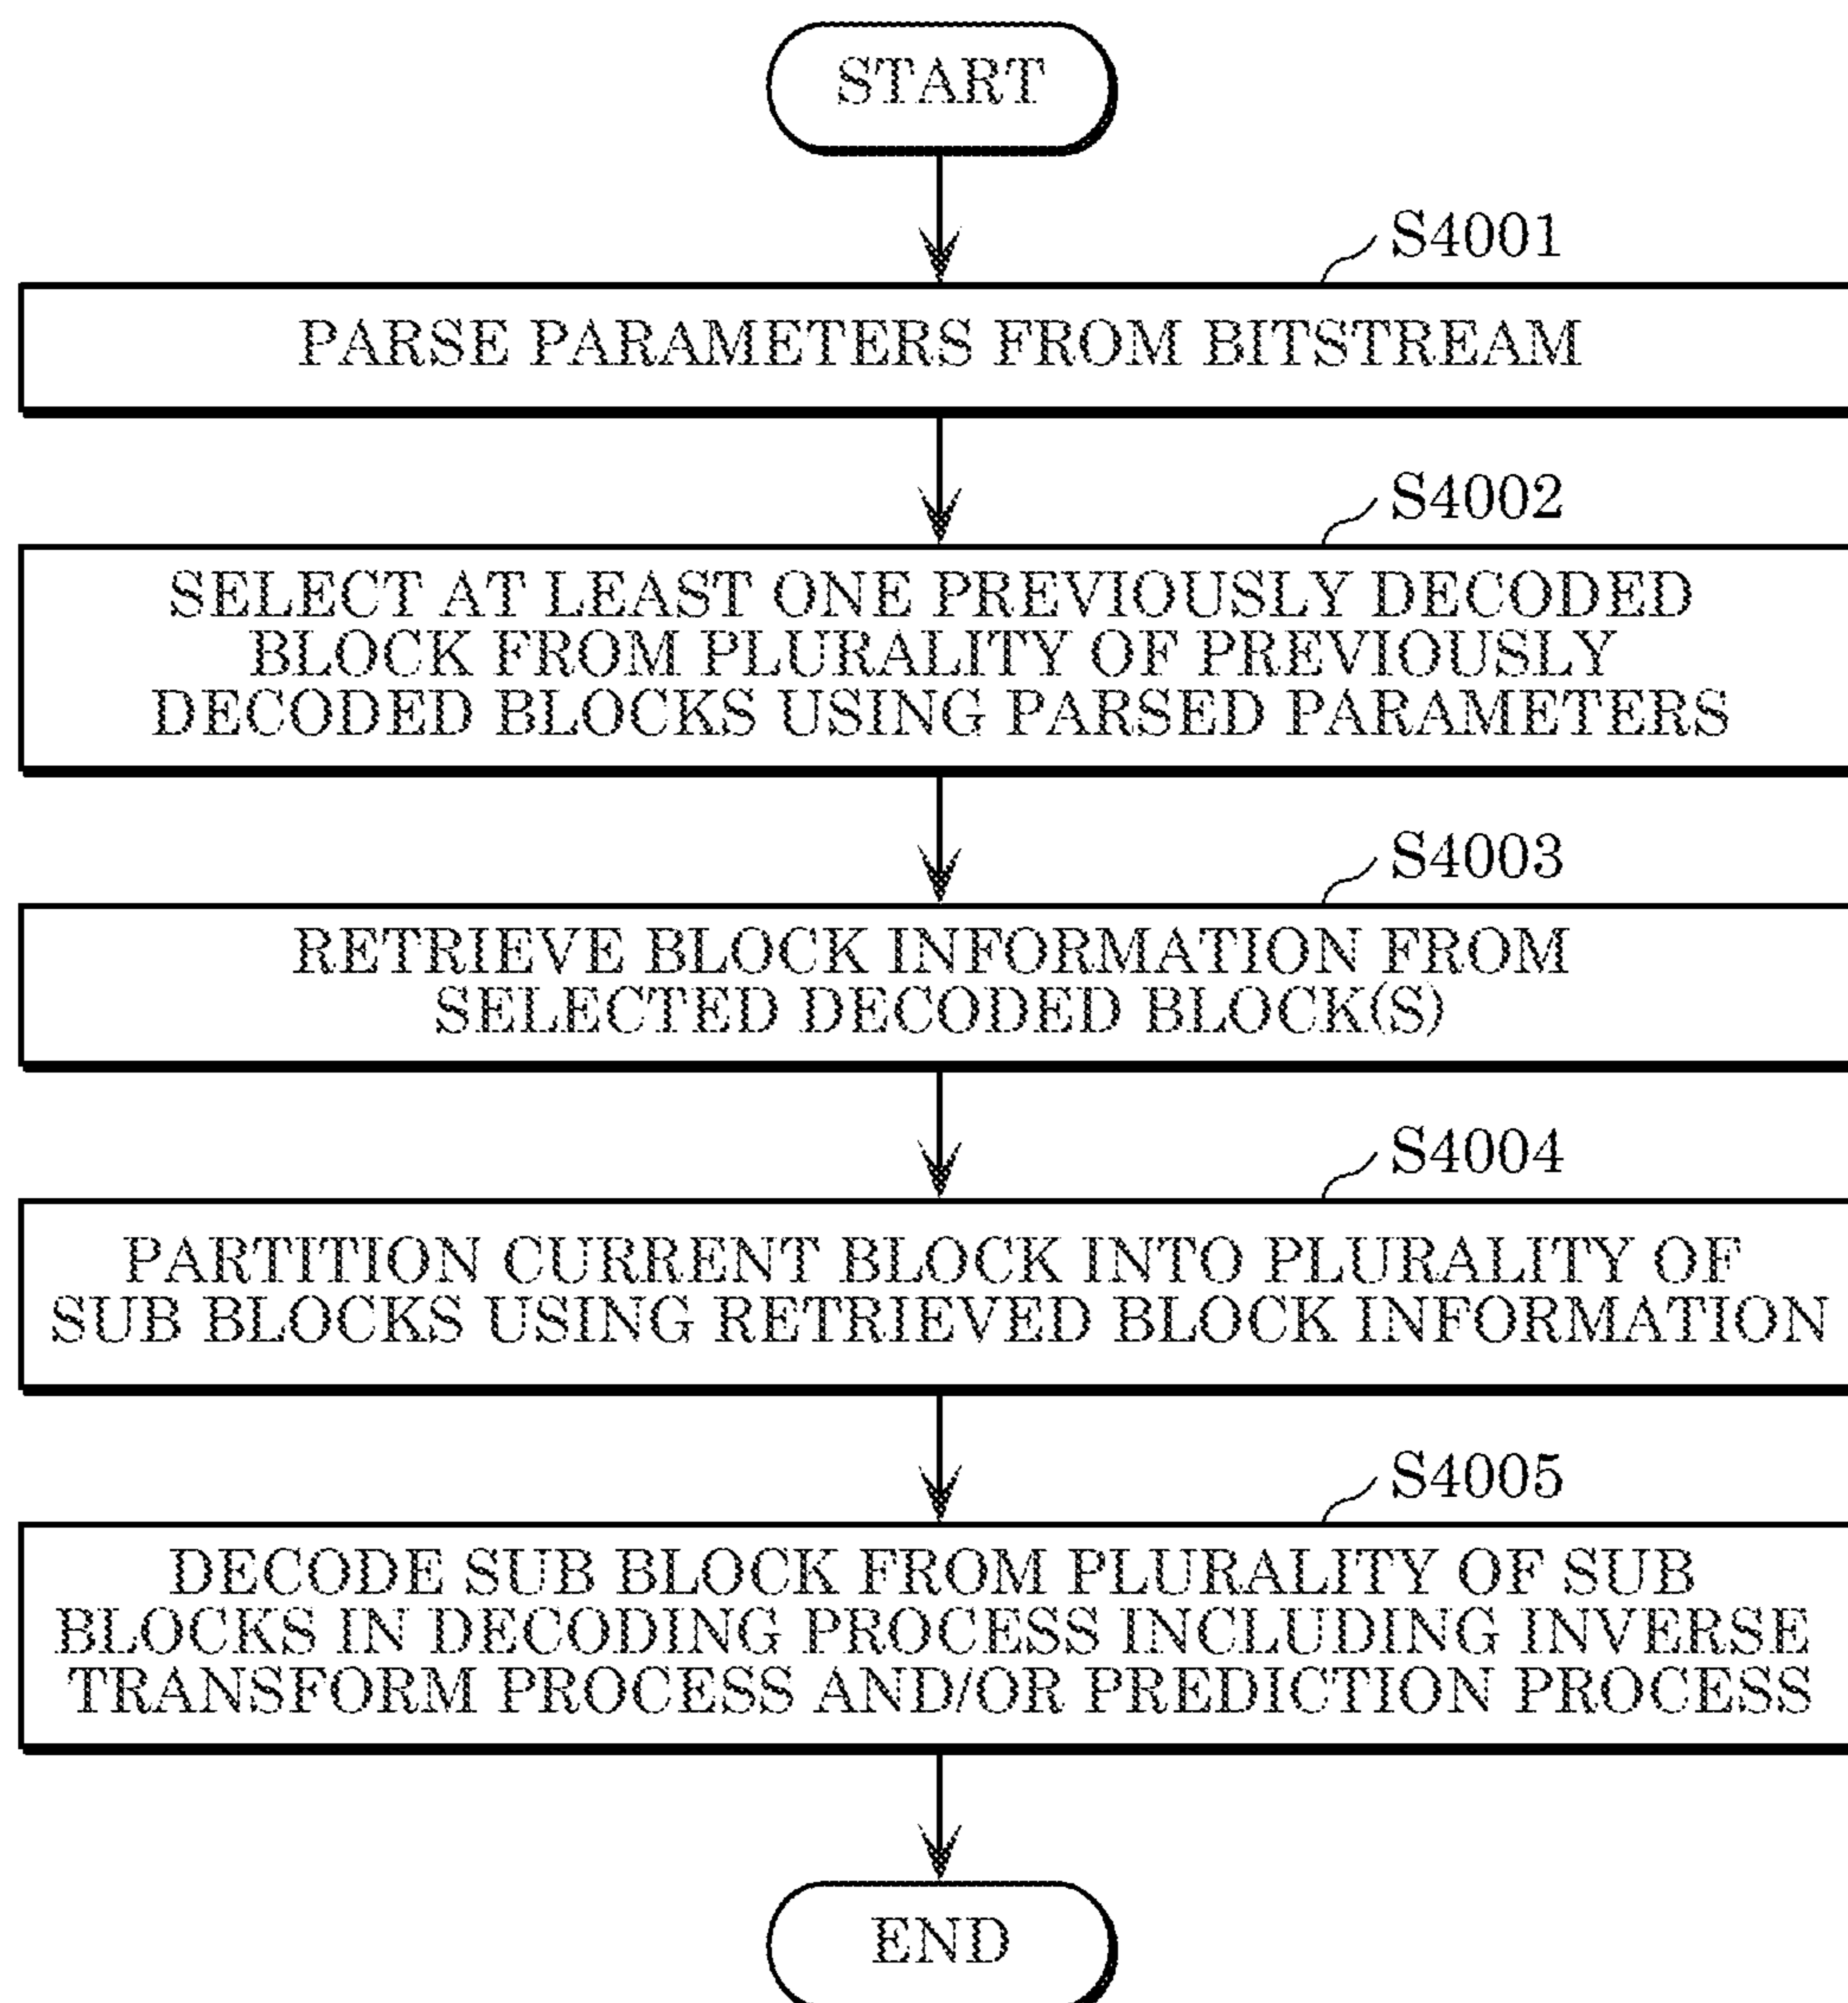 START
S4001
PARSE PARAMETERS FROM BITSTREAM
S4002
SELECT AT LEAST ONE PREVIOUSLY DECODED
BLOCK FROM PLURALITY OF PREVIOUSLY
DECODED BLOCKS USING PARSED PARAMETERS
S4003
RETRIEVE BLOCK INFORMATION FROM
SELECTED DECODED BLOCK(S)
S4004
PARTITION CURRENT BLOCK INTO PLURALITY OF
SUB BLOCKS USING RETRIEVED BLOCK INFORMATION
S4005
DECODE SUB BLOCK FROM PLURALITY OF SUB
BLOCKS IN DECODING PROCESS INCLUDING INVERSE
TRANSFORM PROCESS AND/OR PREDICTION PROCESS
END